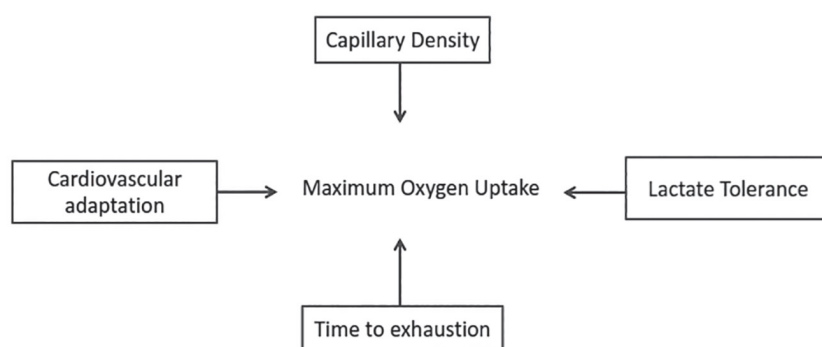 Capillary Density
Cardiovascular
adaptation
Maximum Oxygen Uptake
Lactate Tolerance
Time to exhaustion